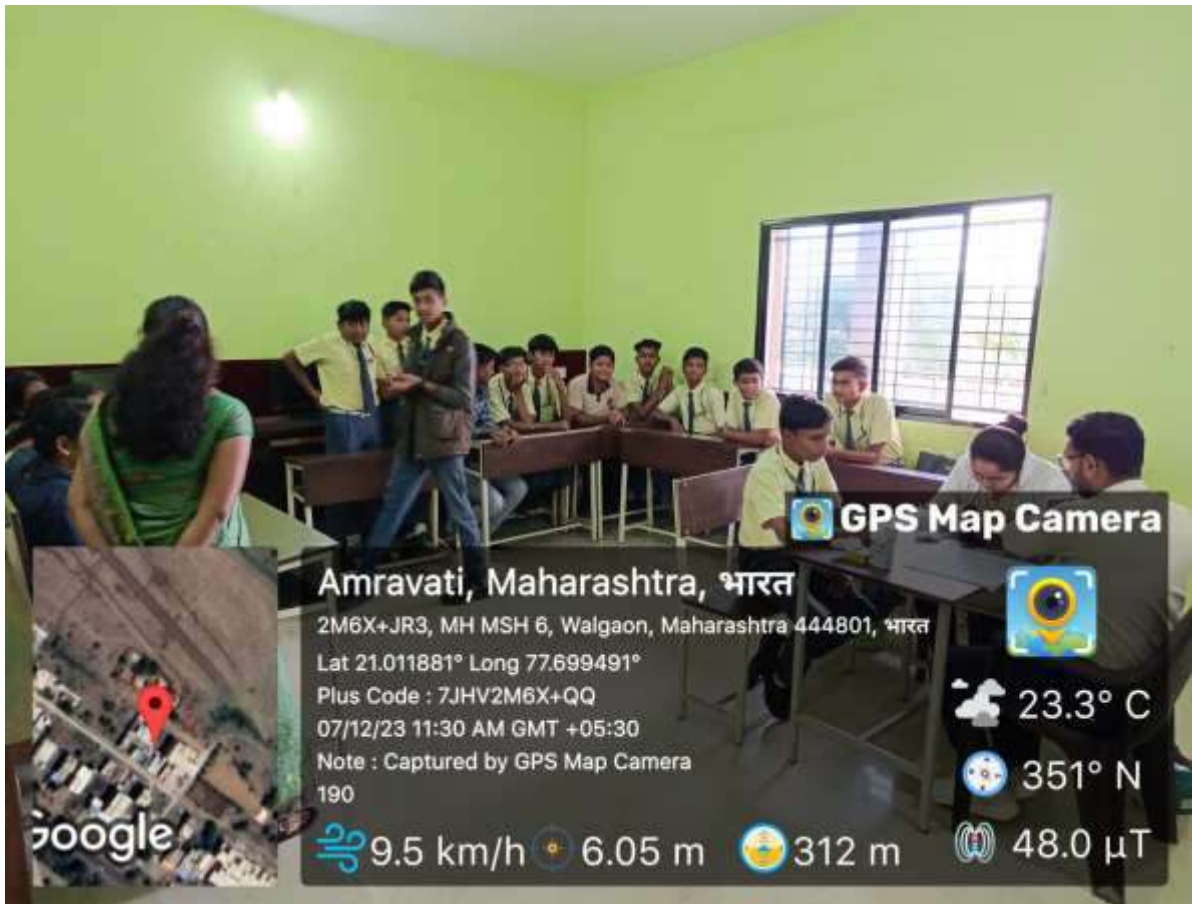 GPS Map Camera
Amravati, Maharashtra, भारत
2M6X+JR3, MH MSH 6, Walgaon, Maharashtra 444801, भारत
Lat 21.011881° Long 77.699491°
Plus Code : 7JHV2M6X+QQ
07/12/23 11:30 AM GMT +05:30
Note : Captured by GPS Map Camera
190
Google
23.3° C
351° N
9.5 km/h
6.05 m
312 m
48.0 µT